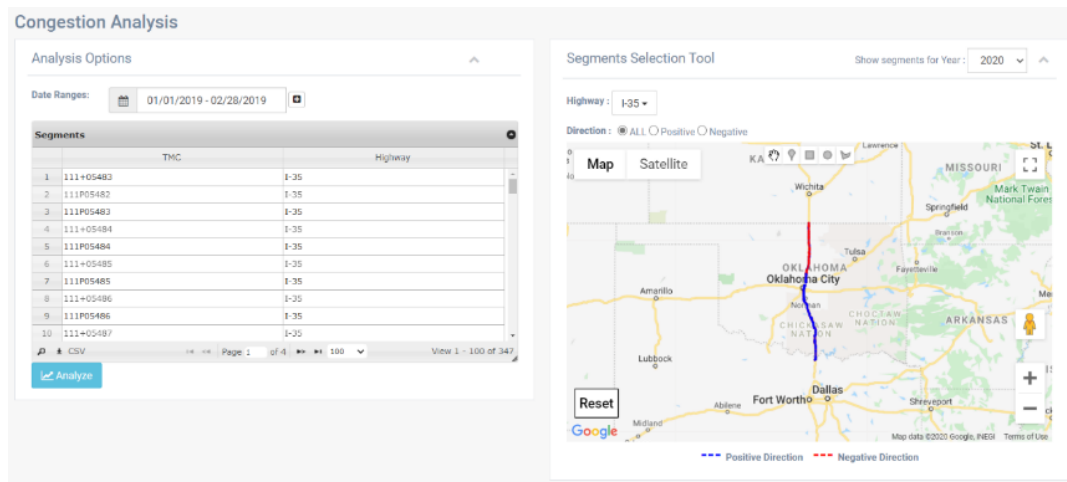 Congestion Analysis
Analysis Options
Date Ranges:
01/01/2019 - 02/28/2019
Segments
TMC Highway
1 111+05483 I-35
2 111P05482 I-35
3 111P05483 I-35
4 111+05484 I-35
5 111P05484 I-35
6 111+05485 I-35
7 111P05485 I-35
8 111+05486 I-35
9 111P05486 I-35
10 111+05487 I-35
CSV Page 1 of 4 100 View 1 - 100 of 347
Analyze
Segments Selection Tool
Show segments for Year : 2020
Highway : I-35
Direction : ALL Positive Negative
Map Satellite
Lawrence
St. L
KA
MISSOURI
Wichita
Mark Twain
National Fores
Springfield
Branson
Tulsa
OKLAHOMA
Fayetteville
Oklahoma City
Amarillo
Norman
Me
CHOCTAW
NATION
CHICKASAW
NATION
ARKANSAS
Lubbock
Dallas
Fort Worth
Abilene
Shreveport
Reset
Midland
Google
Map data ©2020 Google, INEGI Terms of Use
Positive Direction Negative Direction